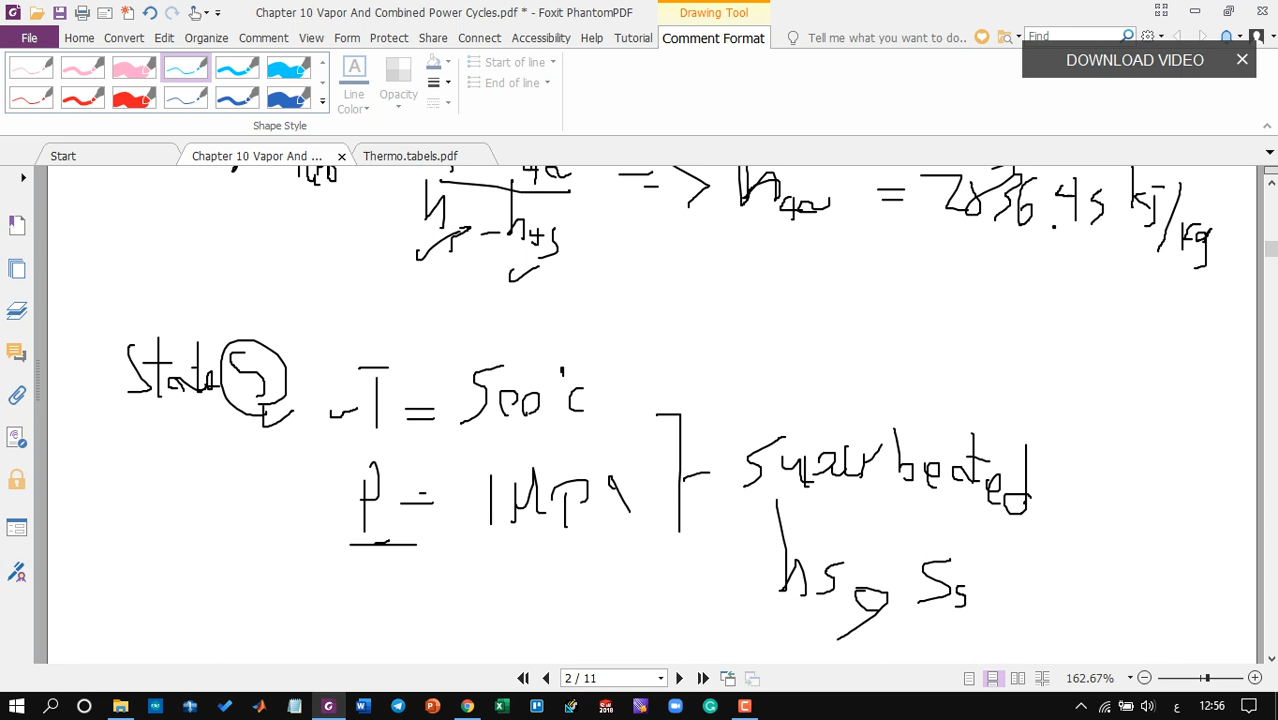 Chapter 10 Vapor And Combined Power Cycles.pdf * - Foxit PhantomPDF
Drawing Tool
File Home Convert Edit Organize Comment View Form Protect Share Connect Accessibility Help Tutorial Comment Format Tell me what you want to do... Find
DOWNLOAD VIDEO
Line Color
Opacity
Start of line
End of line
Shape Style
Start
Chapter 10 Vapor And ...
Thermo.tabels.pdf
h5 - h4s => h4a = 2836.45 kj/kg
State 5 T = 500°C
P = 1MPa superheated
h5, S5
2 / 11
162.67%
ع 12:56